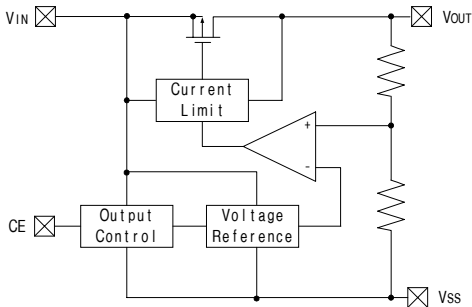 VIN
VOUT
Current
Limit
+
-
CE
Output
Control
Voltage
Reference
VSS